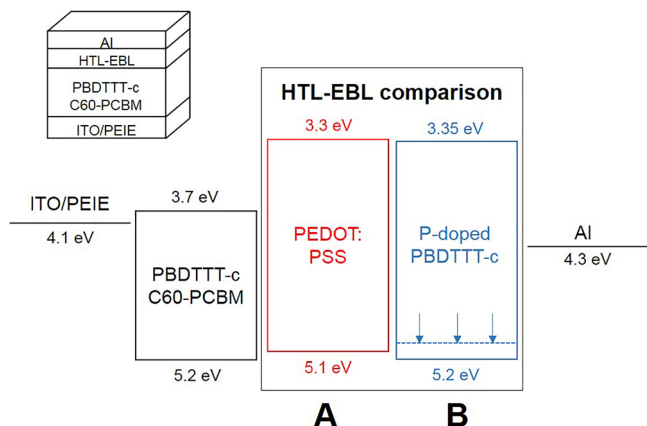 Al
HTL-EBL
PBDTTT-c
C60-PCBM
ITO/PEIE
HTL-EBL comparison
3.3 eV
3.35 eV
ITO/PEIE
4.1 eV
3.7 eV
PBDTTT-c
C60-PCBM
5.2 eV
PEDOT:
PSS
5.1 eV
P-doped
PBDTTT-c
5.2 eV
Al
4.3 eV
A
B